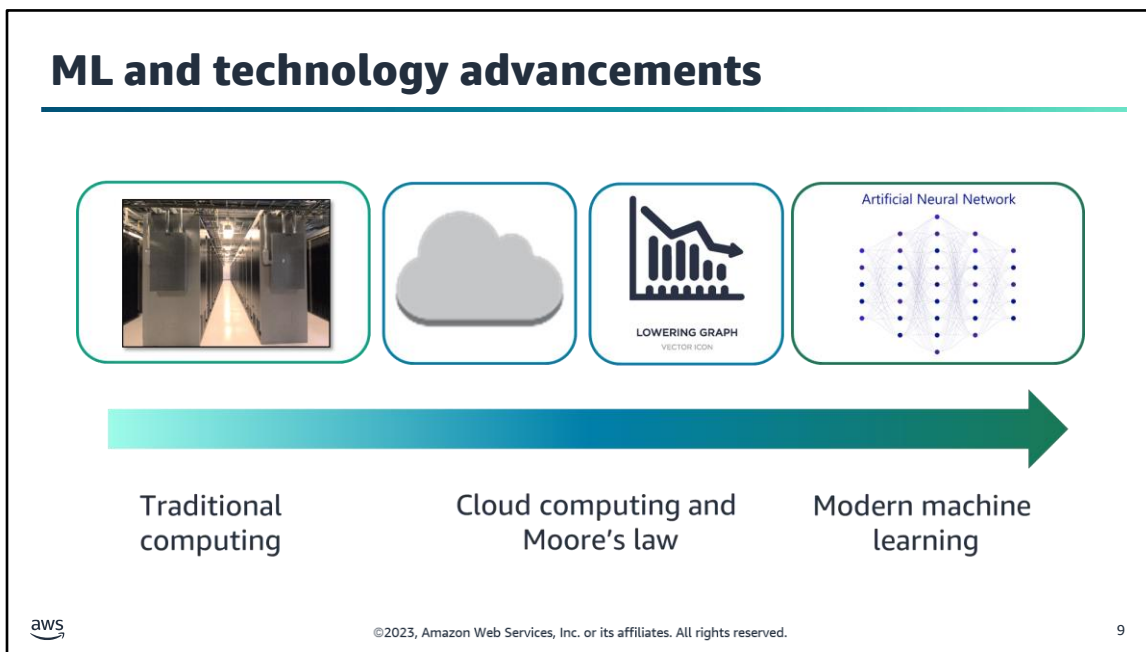 ML and technology advancements
Artificial Neural Network
LOWERING GRAPH
VECTOR ICON
Traditional
computing
Cloud computing and
Moore’s law
Modern machine
learning
aws
©2023, Amazon Web Services, Inc. or its affiliates. All rights reserved.
9